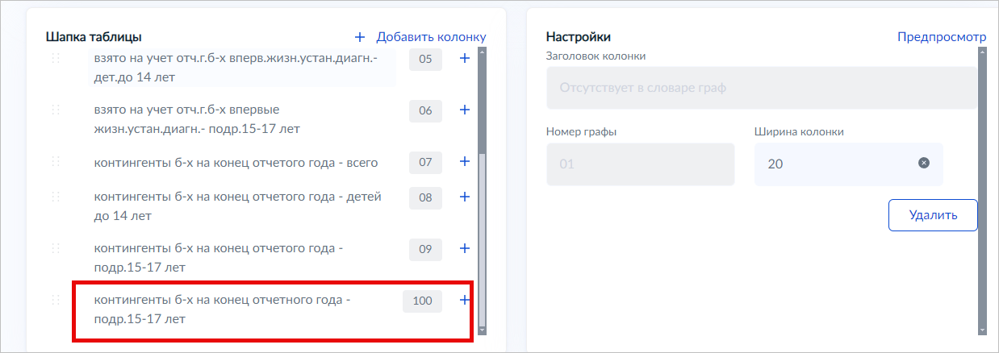 Шапка таблицы
+ Добавить колонку
взято на учет отч.г.б-х вперв.жизн.устан.диагн.-
дет.до 14 лет
05 +
взято на учет отч.г.б-х впервые
жизн.устан.диагн.- подр.15-17 лет
06 +
контингенты б-х на конец отчетого года - всего
07 +
контингенты б-х на конец отчетого года - детей
до 14 лет
08 +
контингенты б-х на конец отчетого года -
подр.15-17 лет
09 +
контингенты б-х на конец отчетного года -
подр.15-17 лет
100 +
Настройки
Предпросмотр
Заголовок колонки
Отсутствует в словаре граф
Номер графы
01
Ширина колонки
20
Удалить